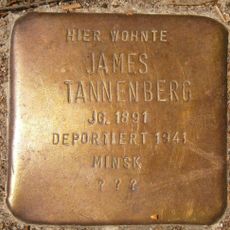 HIER WOHNTE
JAMES
TANNENBERG
JG. 1891
DEPORTIERT 1941
MINSK
? ? ?